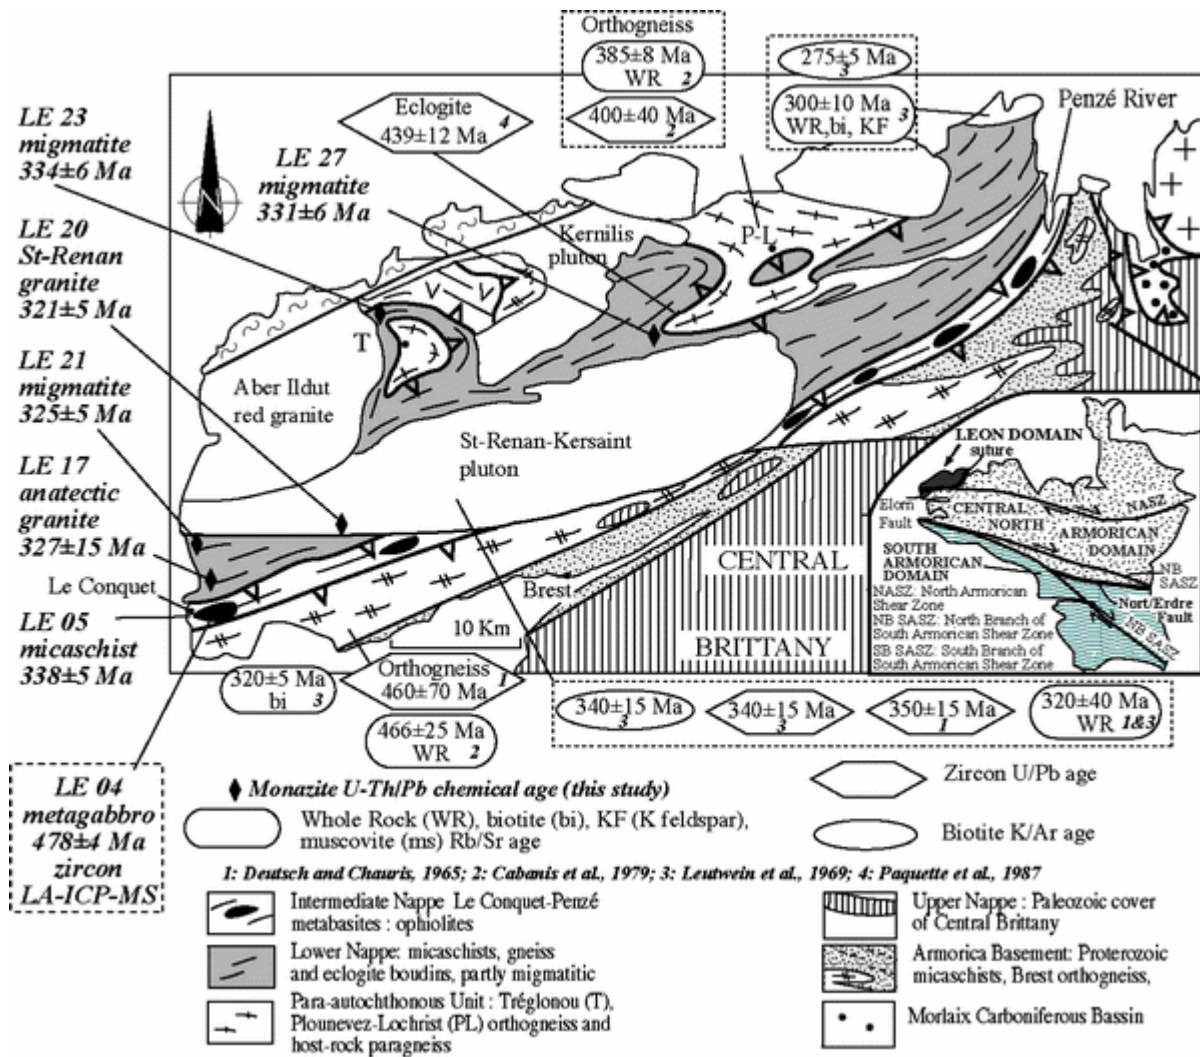 Orthogneiss
385±8 Ma
WR 2
400±40 Ma
2
275±5 Ma
3
300±10 Ma
WR,bi, KF 3
Penzé River
Eclogite
439±12 Ma 4
LE 23
migmatite
334±6 Ma
LE 27
migmatite
331±6 Ma
LE 20
St-Renan
granite
321±5 Ma
LE 21
migmatite
325±5 Ma
LE 17
anatectic
granite
327±15 Ma
Le Conquet
LE 05
micaschist
338±5 Ma
N
Kernilis
pluton
P-L
T
Aber Ildut
red granite
St-Renan-Kersaint
pluton
Brest
10 Km
CENTRAL
BRITTANY
LEON DOMAIN
suture
Elorn
Fault
CENTRAL
NORTH
NASZ
ARMORICAN
DOMAIN
SOUTH
ARMORICAN
DOMAIN
NB
SASZ
NASZ: North Armorican
Shear Zone
NB SASZ: North Branch of
South Armorican Shear Zone
SB SASZ: South Branch of
South Armorican Shear Zone
Nort/Erdre
Fault
NB SASZ
320±5 Ma
bi 3
Orthogneiss
460±70 Ma 1
466±25 Ma
WR 2
340±15 Ma
3
340±15 Ma
3
350±15 Ma
1
320±40 Ma
WR 1&3
LE 04
metagabbro
478±4 Ma
zircon
LA-ICP-MS
Monazite U-Th/Pb chemical age (this study)
Whole Rock (WR), biotite (bi), KF (K feldspar),
muscovite (ms) Rb/Sr age
Zircon U/Pb age
Biotite K/Ar age
1: Deutsch and Chauris, 1965; 2: Cabanis et al., 1979; 3: Leutwein et al., 1969; 4: Paquette et al., 1987
Intermediate Nappe Le Conquet-Penzé
metabasites : ophiolites
Lower Nappe: micaschists, gneiss
and eclogite boudins, partly migmatitic
Para-autochthonous Unit : Tréglonou (T),
Plounevez-Lochrist (PL) orthogneiss and
host-rock paragneiss
Upper Nappe : Paleozoic cover
of Central Brittany
Armorica Basement: Proterozoic
micaschists, Brest orthogneiss,
Morlaix Carboniferous Bassin